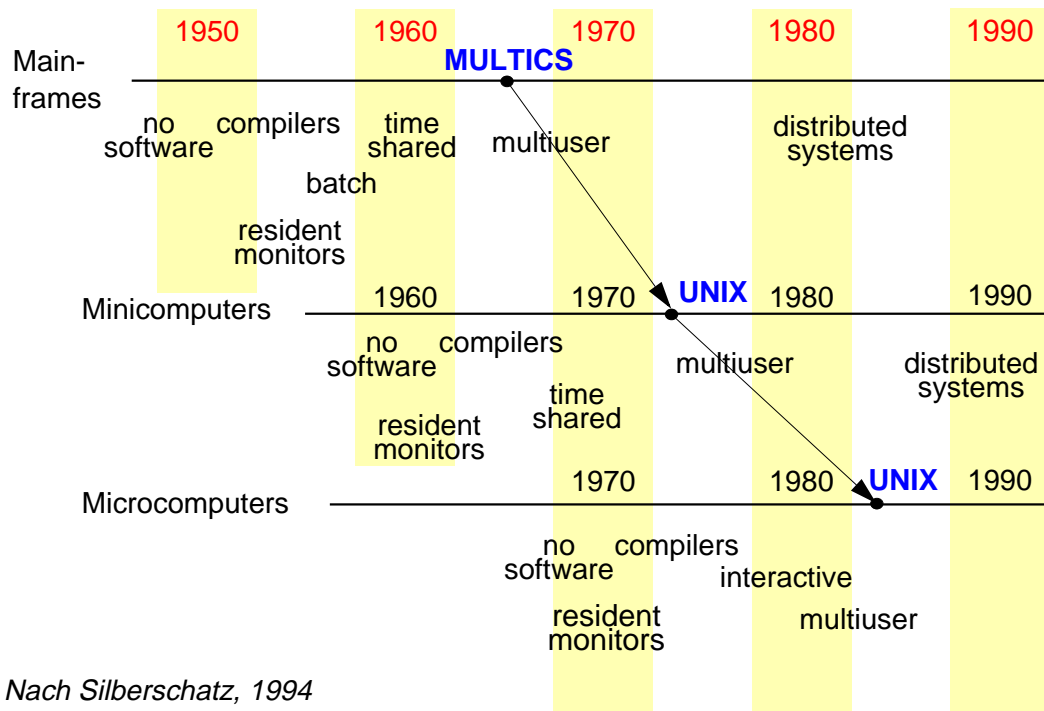 1950 1960 1970 1980 1990
MULTICS
Main-
frames
no compilers time distributed
software shared multiuser systems
batch
resident
monitors
1960 1970 UNIX 1980 1990
Minicomputers
no compilers multiuser distributed
software systems
time
shared
resident
monitors
1970 1980 UNIX 1990
Microcomputers
no compilers
software interactive
resident multiuser
monitors
Nach Silberschatz, 1994